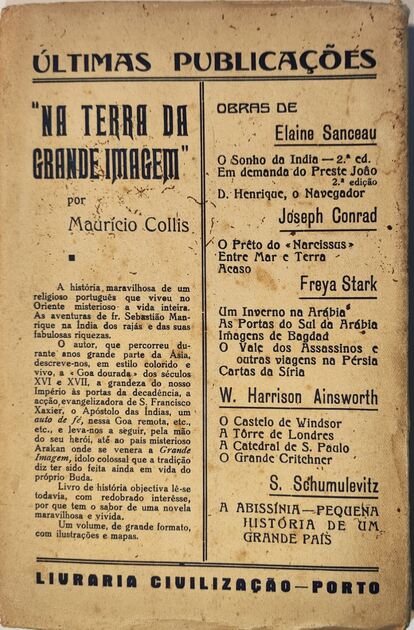 ÚLTIMAS PUBLICAÇÕES
"NA TERRA DA
GRANDE IMAGEM"
por
Maurício Collis
A história maravilhosa de um
religioso português que viveu no
Oriente misterioso a vida inteira.
As aventuras de fr. Sebastião Man-
rique na Índia dos rajás e das suas
fabulosas riquezas.
O autor, que percorreu du-
rante anos grande parte da Ásia,
descreve-nos, em estilo colorido e
vivo, a «Goa dourada» dos séculos
XVI e XVII, a grandeza do nosso
Império às portas da decadência, a
acção evangelizadora de S. Francisco
Xaxier, o Apóstolo das Índias, um
auto de fé, nessa Goa remota, etc.,
etc., e leva-nos a seguir, pela mão
do seu herói, até ao país misterioso
Arakan onde se venera a Grande
Imagem, ídolo colossal que a tradição
diz ter sido feita ainda em vida do
próprio Buda.
Livro de história objectiva lê-se
todavia, com redobrado interêsse,
por que tem o sabor de uma novela
maravilhosa e vivida.
Um volume, de grande formato,
com ilustrações e mapas.
OBRAS DE
Elaine Sanceau
O Sonho da India — 2.ª ed.
Em demanda do Preste João
2.ª edição
D. Henrique, o Navegador
Joseph Conrad
O Prêto do «Narcissus»
Entre Mar e Terra
Acaso
Freya Stark
Um Inverno na Arábia
As Portas do Sul da Arábia
Imagens de Bagdad
O Vale dos Assassinos e
outras viagens na Pérsia
Cartas da Síria
W. Harrison Ainsworth
O Castelo de Windsor
A Tôrre de Londres
A Catedral de S. Paulo
O Grande Critehner
S. Schumulevitz
A ABISSÍNIA—PEQUENA
HISTÓRIA DE UM
GRANDE PAÍS
LIVRARIA CIVILIZAÇÃO—PORTO